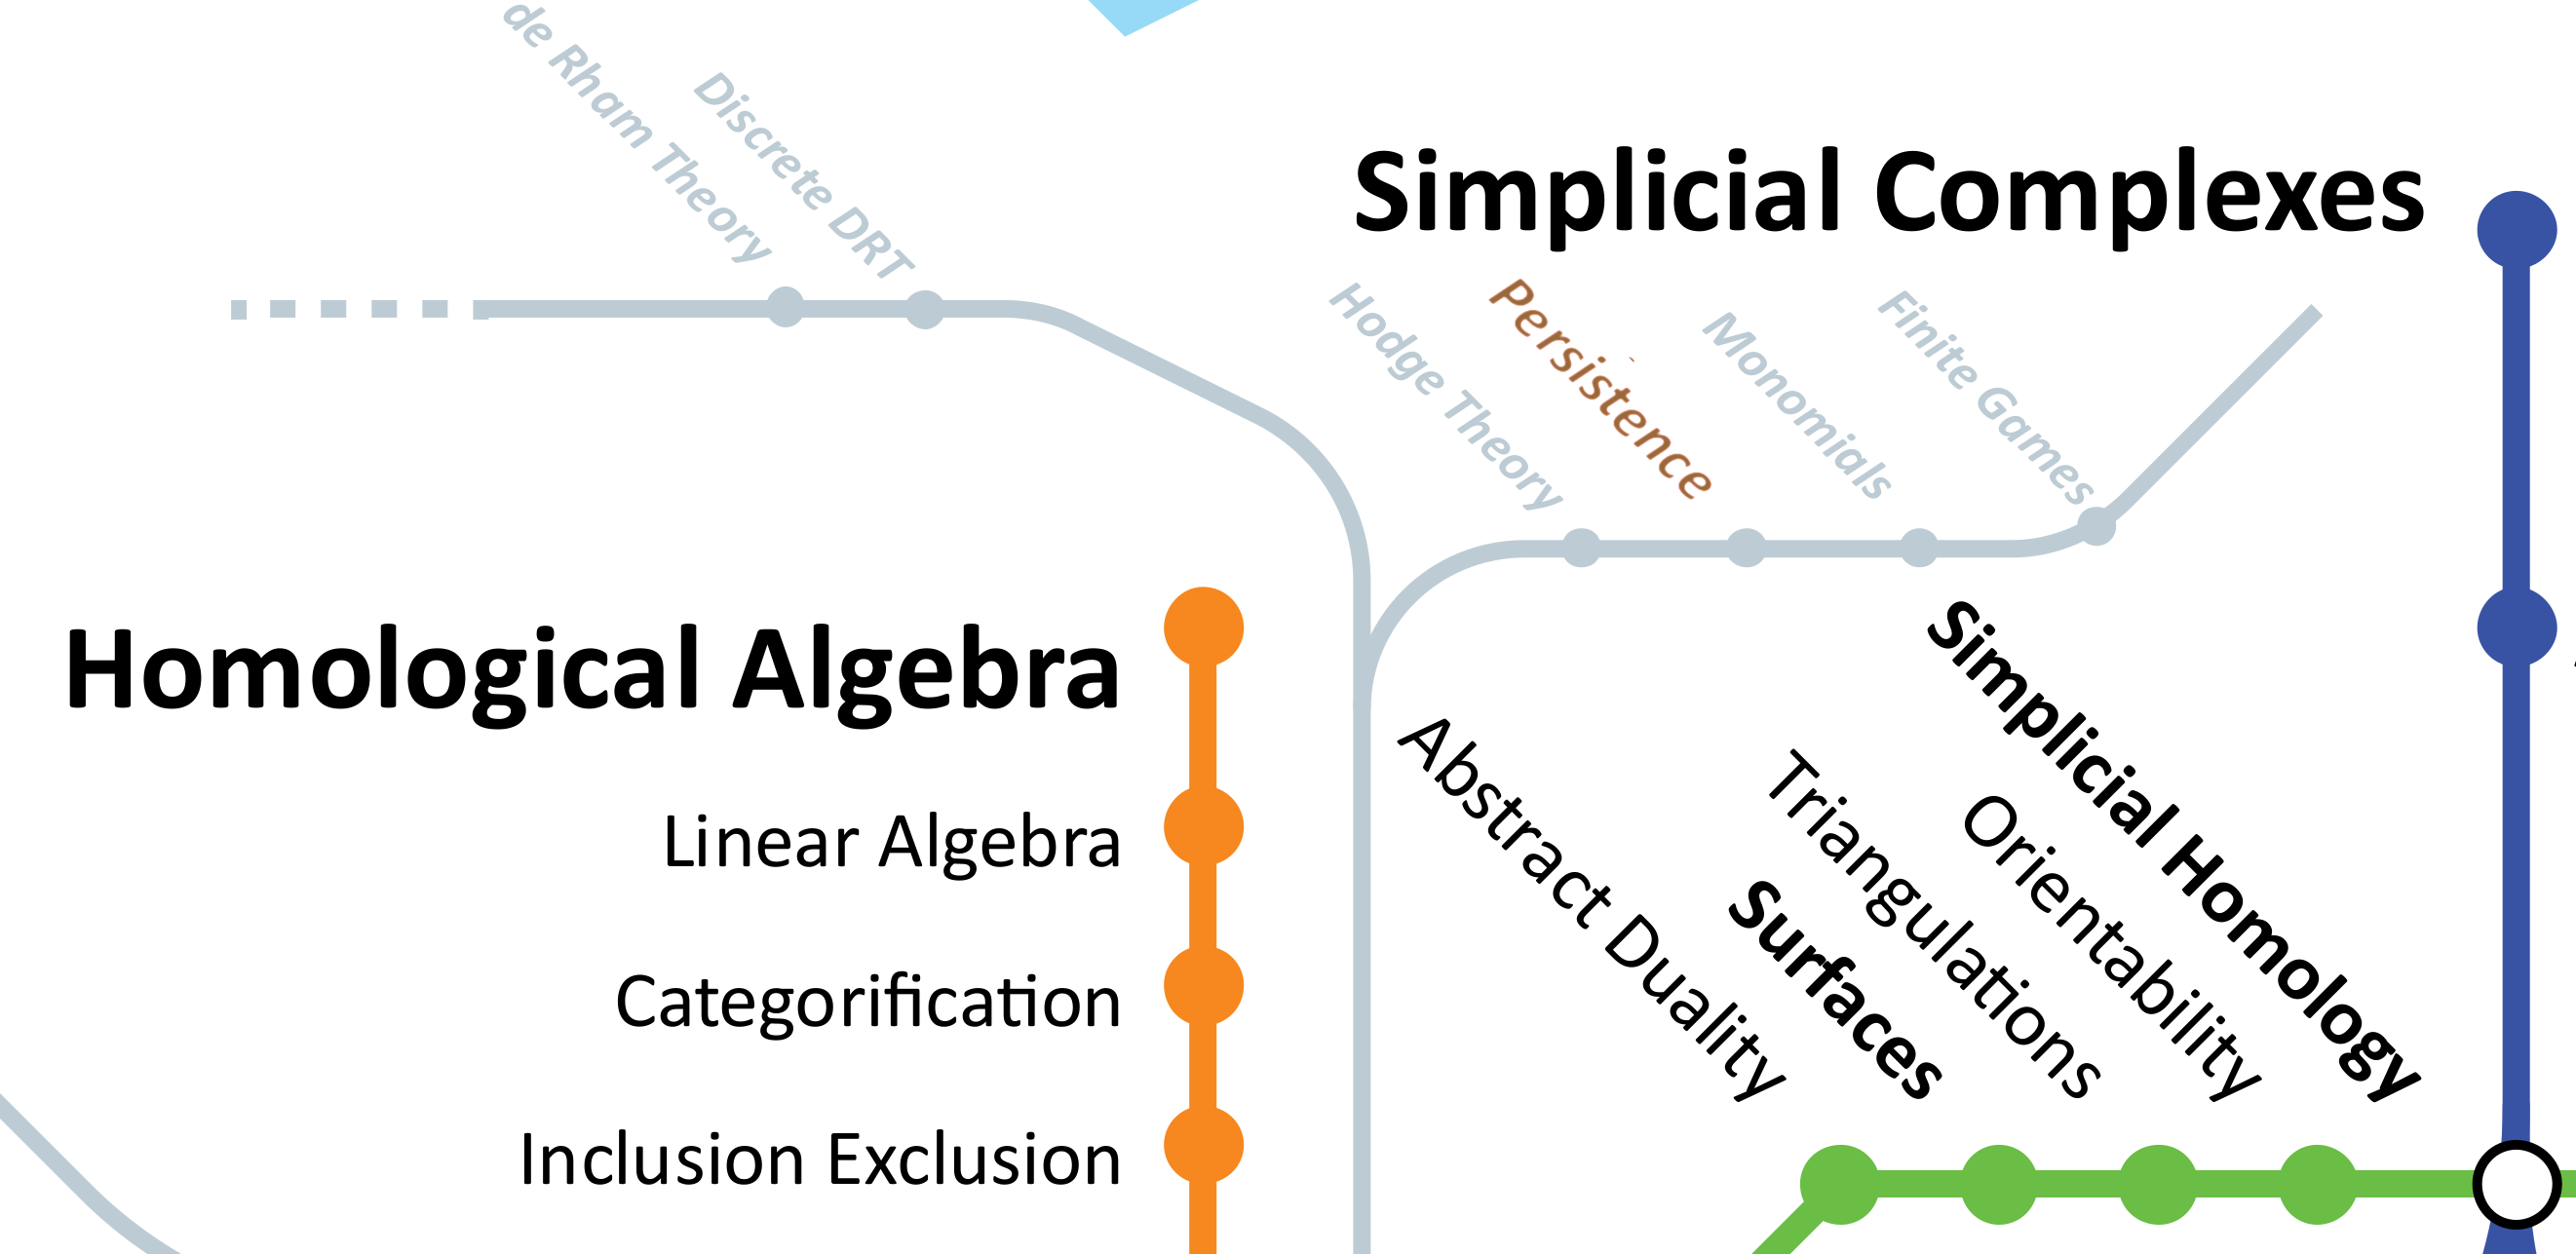 de Rham Theory
Discrete DRT
Simplicial Complexes
Hodge Theory
Persistence
Monomials
Finite Games
Homological Algebra
Linear Algebra
Categorification
Inclusion Exclusion
Abstract Duality
Surfaces
Triangulations
Orientability
Simplicial Homology